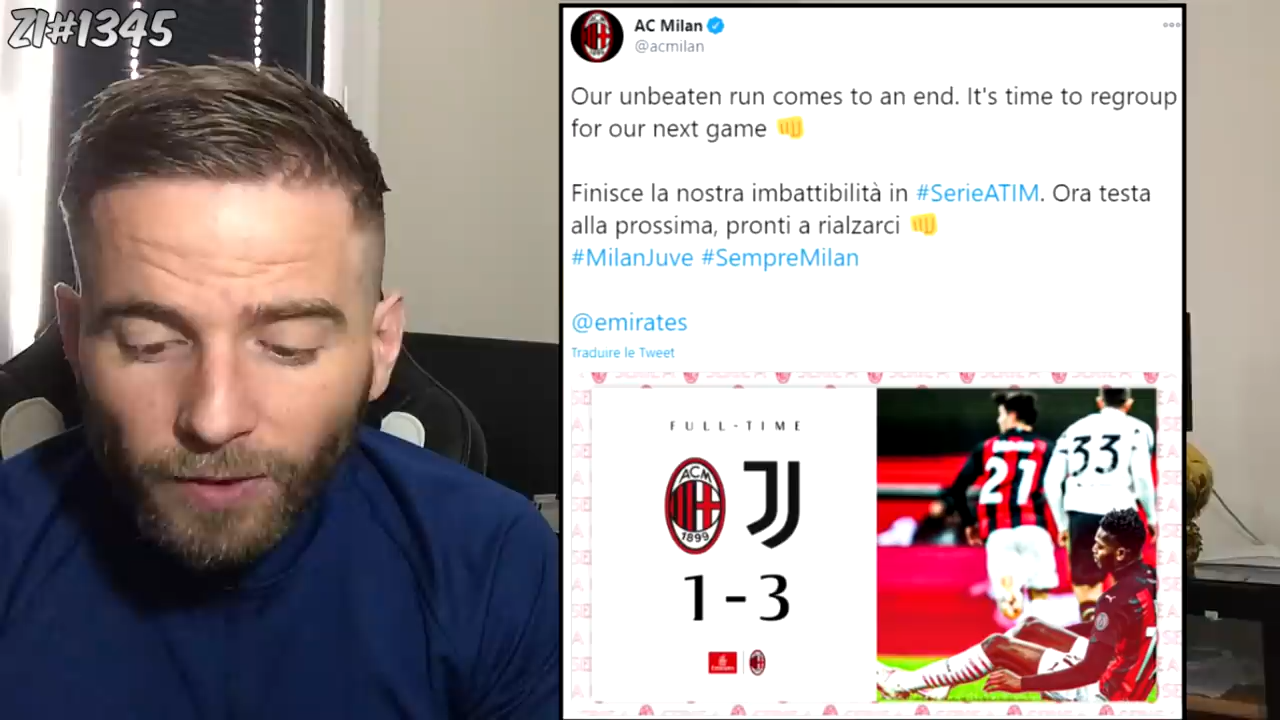 ZI#1345
AC Milan
@acmilan
Our unbeaten run comes to an end. It's time to regroup
for our next game 👊
Finisce la nostra imbattibilità in #SerieATIM. Ora testa
alla prossima, pronti a rialzarci 👊
#MilanJuve #SempreMilan
@emirates
Traduire le Tweet
FULL-TIME
ACM
1899
1 - 3
Emirates
21
33
7